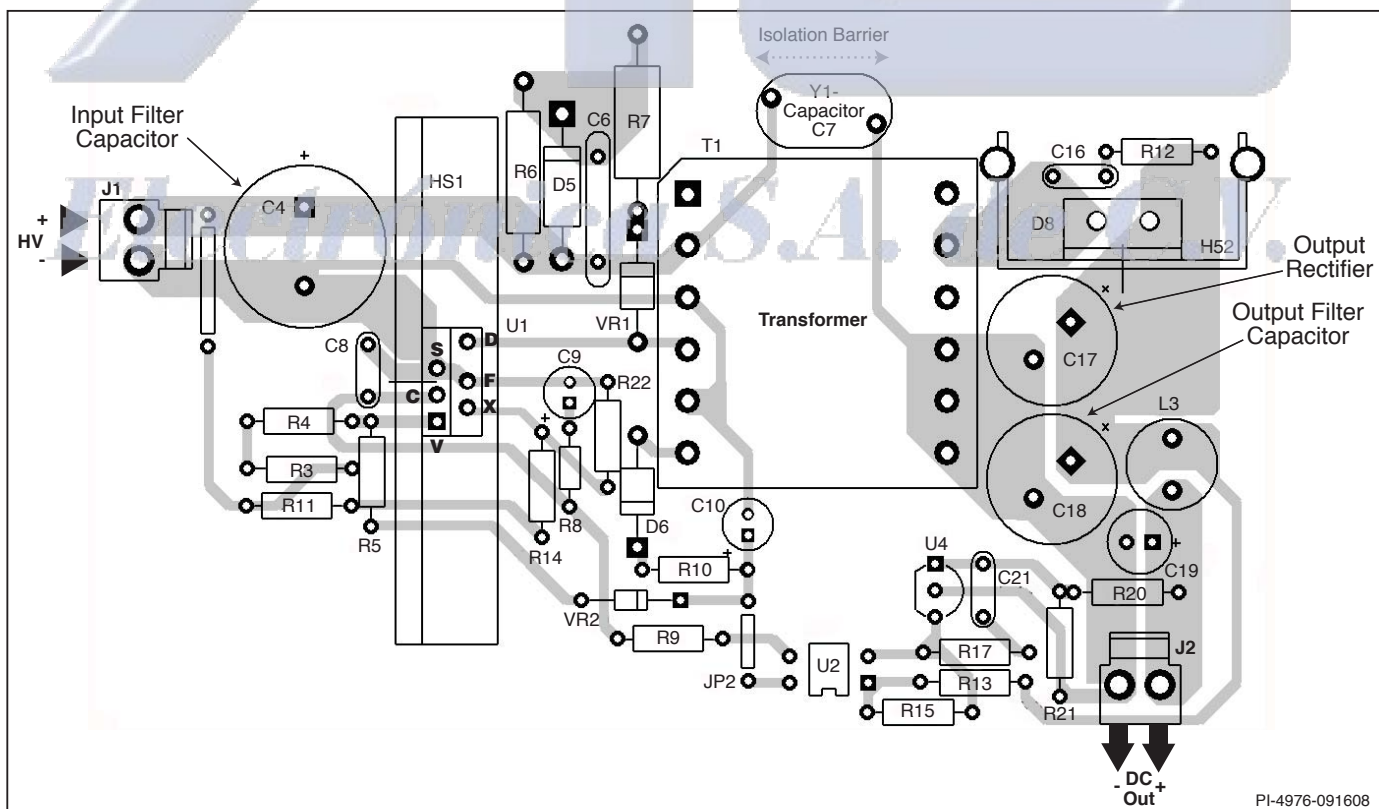 Isolation Barrier
Input Filter
Capacitor
Y1-
Capacitor
C7
C6
R7
T1
R6
D5
C16
R12
J1
HS1
C4
+
+
HV
-
Electrónica S.A. de C.V.
D8
H52
Output
Rectifier
VR1
Transformer
Output Filter
Capacitor
x
C17
U1
D
S
C8
C9
F
R22
C
X
V
R4
+
L3
x
R3
C18
R11
R8
D6
C10
R5
R14
+
U4
C21
C19
+
R10
R20
VR2
R9
U2
R17
J2
JP2
R13
R15
R21
- DC +
Out
PI-4976-091608